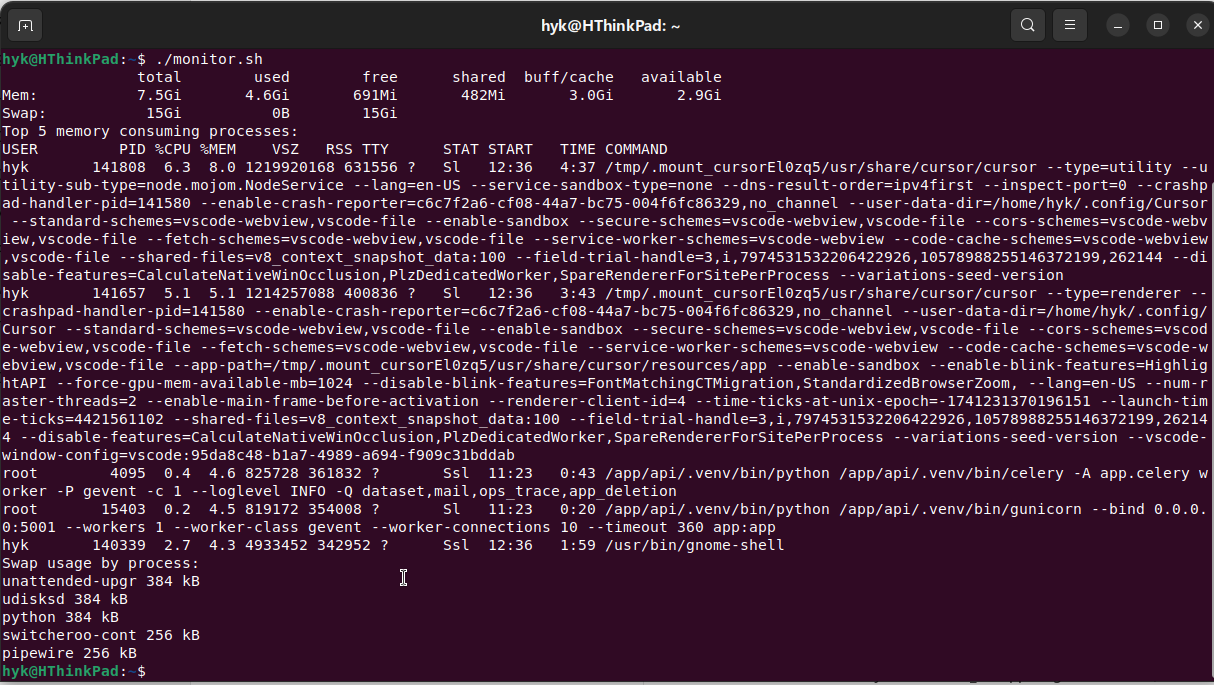 hyk@HThinkPad: ~
hyk@HThinkPad:~$ ./monitor.sh
               total        used        free      shared  buff/cache   available
Mem:           7.5Gi       4.6Gi       691Mi       482Mi       3.0Gi       2.9Gi
Swap:           15Gi          0B        15Gi
Top 5 memory consuming processes:
USER         PID %CPU %MEM    VSZ   RSS TTY      STAT START   TIME COMMAND
hyk       141808  6.3  8.0 1219920168 631556 ?   Sl   12:36   4:37 /tmp/.mount_cursorEl0zq5/usr/share/cursor/cursor --type=utility --u
tility-sub-type=node.mojom.NodeService --lang=en-US --service-sandbox-type=none --dns-result-order=ipv4first --inspect-port=0 --crashp
ad-handler-pid=141580 --enable-crash-reporter=c6c7f2a6-cf08-44a7-bc75-004f6fc86329,no_channel --user-data-dir=/home/hyk/.config/Cursor
 --standard-schemes=vscode-webview,vscode-file --enable-sandbox --secure-schemes=vscode-webview,vscode-file --cors-schemes=vscode-webv
iew,vscode-file --fetch-schemes=vscode-webview,vscode-file --service-worker-schemes=vscode-webview --code-cache-schemes=vscode-webview
,vscode-file --shared-files=v8_context_snapshot_data:100 --field-trial-handle=3,i,7974531532206422926,10578988255146372199,262144 --di
sable-features=CalculateNativeWinOcclusion,PlzDedicatedWorker,SpareRendererForSitePerProcess --variations-seed-version
hyk       141657  5.1  5.1 1214257088 400836 ?   Sl   12:36   3:43 /tmp/.mount_cursorEl0zq5/usr/share/cursor/cursor --type=renderer --
crashpad-handler-pid=141580 --enable-crash-reporter=c6c7f2a6-cf08-44a7-bc75-004f6fc86329,no_channel --user-data-dir=/home/hyk/.config/
Cursor --standard-schemes=vscode-webview,vscode-file --enable-sandbox --secure-schemes=vscode-webview,vscode-file --cors-schemes=vscod
e-webview,vscode-file --fetch-schemes=vscode-webview,vscode-file --service-worker-schemes=vscode-webview --code-cache-schemes=vscode-w
ebview,vscode-file --app-path=/tmp/.mount_cursorEl0zq5/usr/share/cursor/resources/app --enable-sandbox --enable-blink-features=Highlig
htAPI --force-gpu-mem-available-mb=1024 --disable-blink-features=FontMatchingCTMigration,StandardizedBrowserZoom, --lang=en-US --num-r
aster-threads=2 --enable-main-frame-before-activation --renderer-client-id=4 --time-ticks-at-unix-epoch=-1741231370196151 --launch-tim
e-ticks=4421561102 --shared-files=v8_context_snapshot_data:100 --field-trial-handle=3,i,7974531532206422926,10578988255146372199,26214
4 --disable-features=CalculateNativeWinOcclusion,PlzDedicatedWorker,SpareRendererForSitePerProcess --variations-seed-version --vscode-
window-config=vscode:95da8c48-b1a7-4989-a694-f909c31bddab
root        4095  0.4  4.6 825728 361832 ?       Ssl  11:23   0:43 /app/api/.venv/bin/python /app/api/.venv/bin/celery -A app.celery w
orker -P gevent -c 1 --loglevel INFO -Q dataset,mail,ops_trace,app_deletion
root       15403  0.2  4.5 819172 354008 ?       Sl   11:23   0:20 /app/api/.venv/bin/python /app/api/.venv/bin/gunicorn --bind 0.0.0.
0:5001 --workers 1 --worker-class gevent --worker-connections 10 --timeout 360 app:app
hyk       140339  2.7  4.3 4933452 342952 ?      Ssl  12:36   1:59 /usr/bin/gnome-shell
Swap usage by process:
unattended-upgr 384 kB
udisksd 384 kB
python 384 kB
switcheroo-cont 256 kB
pipewire 256 kB
hyk@HThinkPad:~$